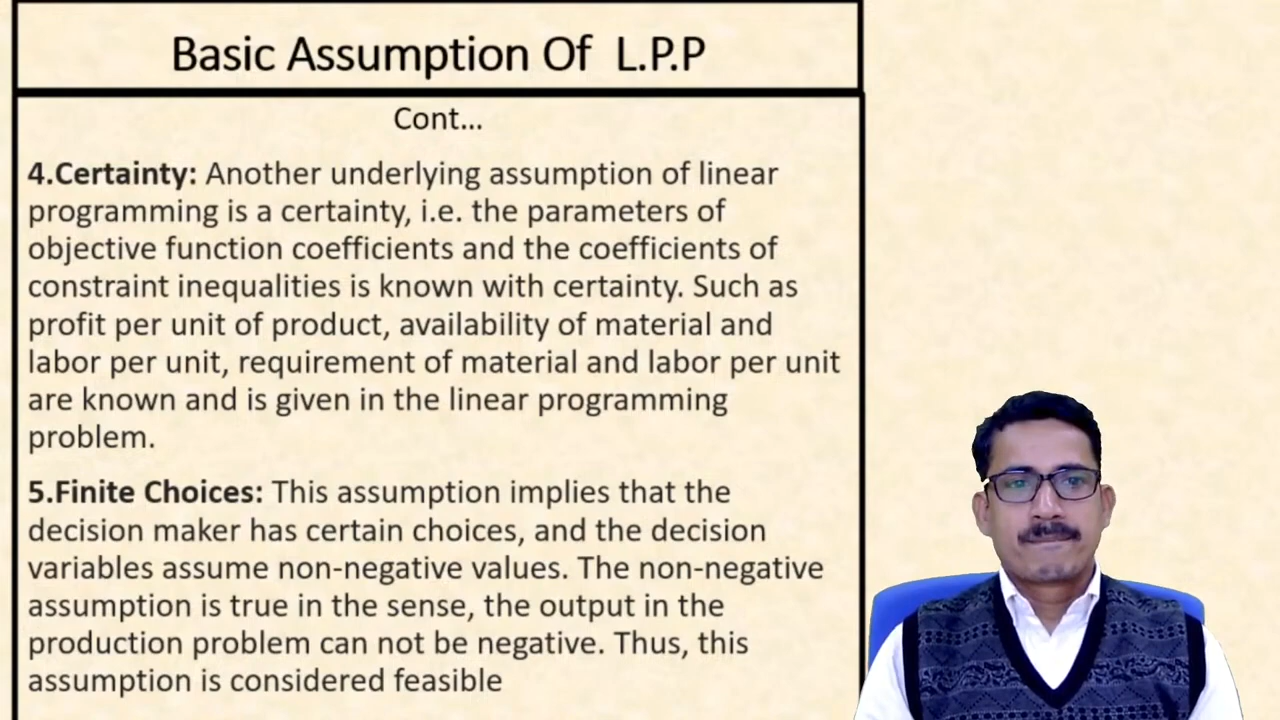 Basic Assumption Of L.P.P
Cont...
4.Certainty: Another underlying assumption of linear
programming is a certainty, i.e. the parameters of
objective function coefficients and the coefficients of
constraint inequalities is known with certainty. Such as
profit per unit of product, availability of material and
labor per unit, requirement of material and labor per unit
are known and is given in the linear programming
problem.
5.Finite Choices: This assumption implies that the
decision maker has certain choices, and the decision
variables assume non-negative values. The non-negative
assumption is true in the sense, the output in the
production problem can not be negative. Thus, this
assumption is considered feasible